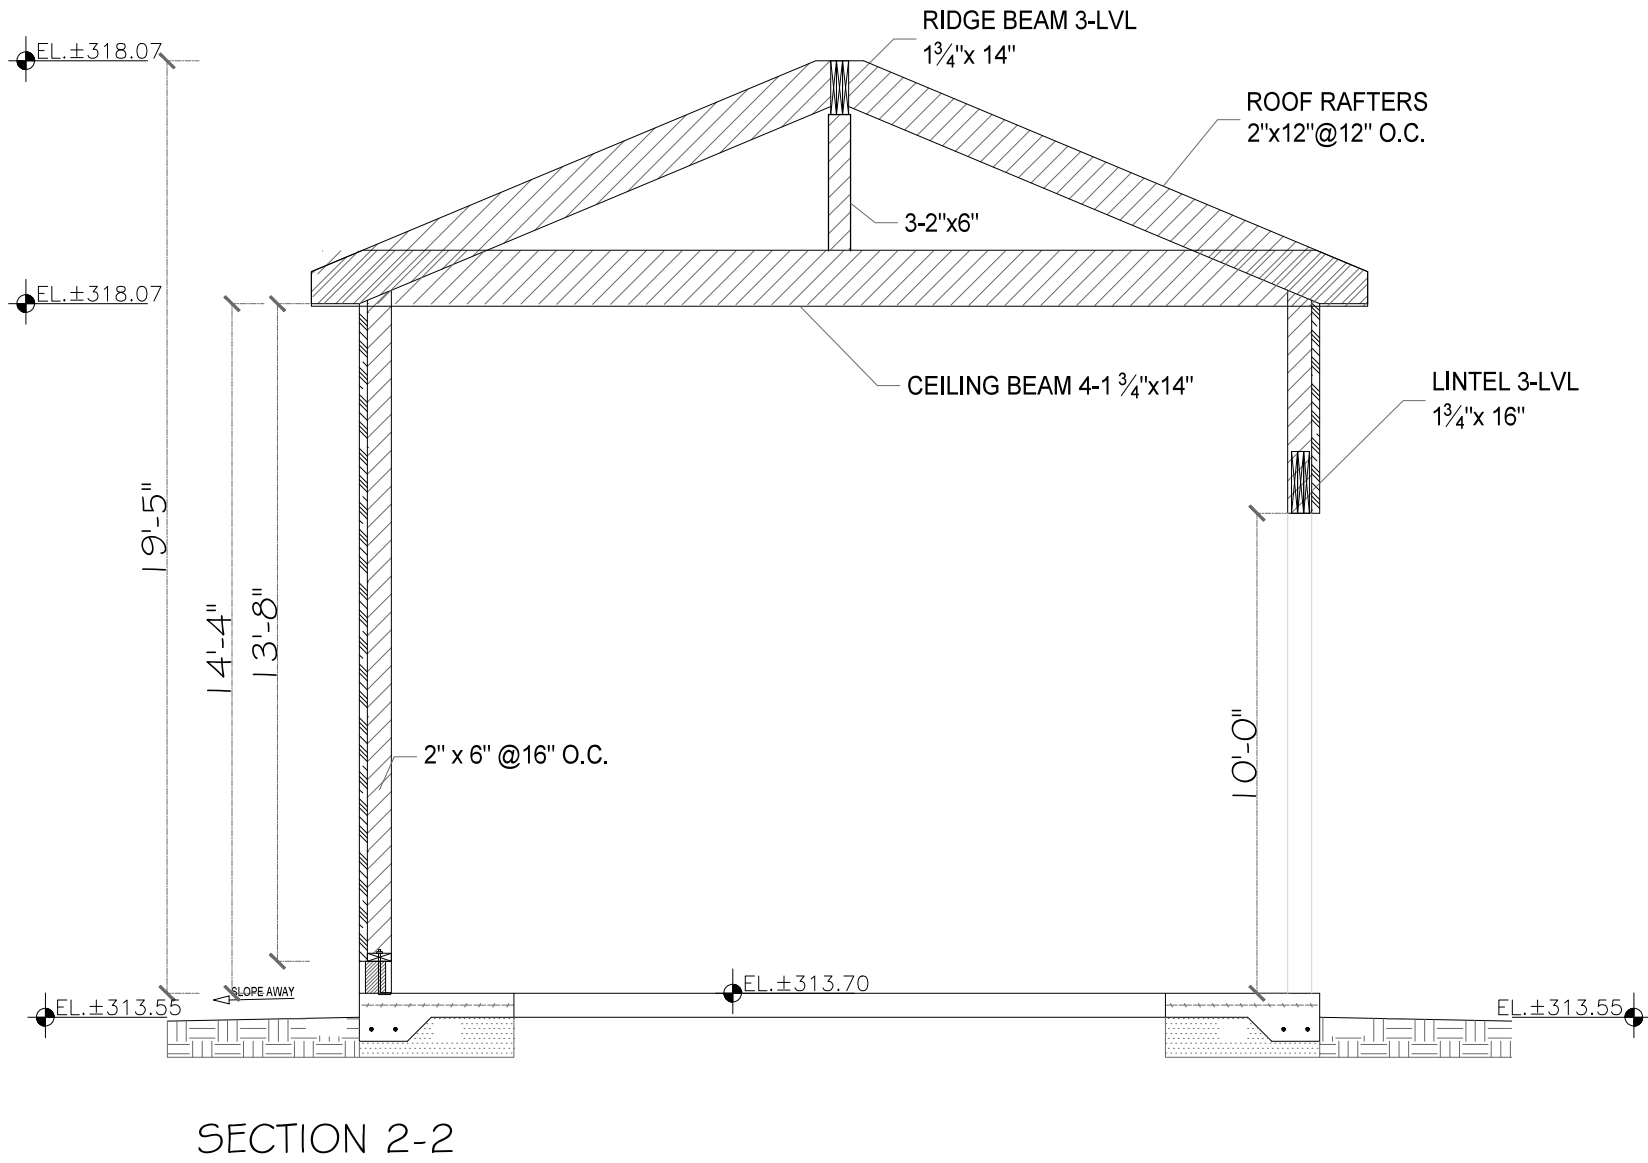 RIDGE BEAM 3-LVL
1¾"x 14"
EL.±318.07
ROOF RAFTERS
2"x12"@12" O.C.
3-2"x6"
EL.±318.07
CEILING BEAM 4-1 ¾"x14"
LINTEL 3-LVL
1¾"x 16"
19'-5"
14'-4"
13'-8"
2" x 6" @16" O.C.
10'-0"
SLOPE AWAY
EL.±313.70
EL.±313.55
EL.±313.55
SECTION 2-2